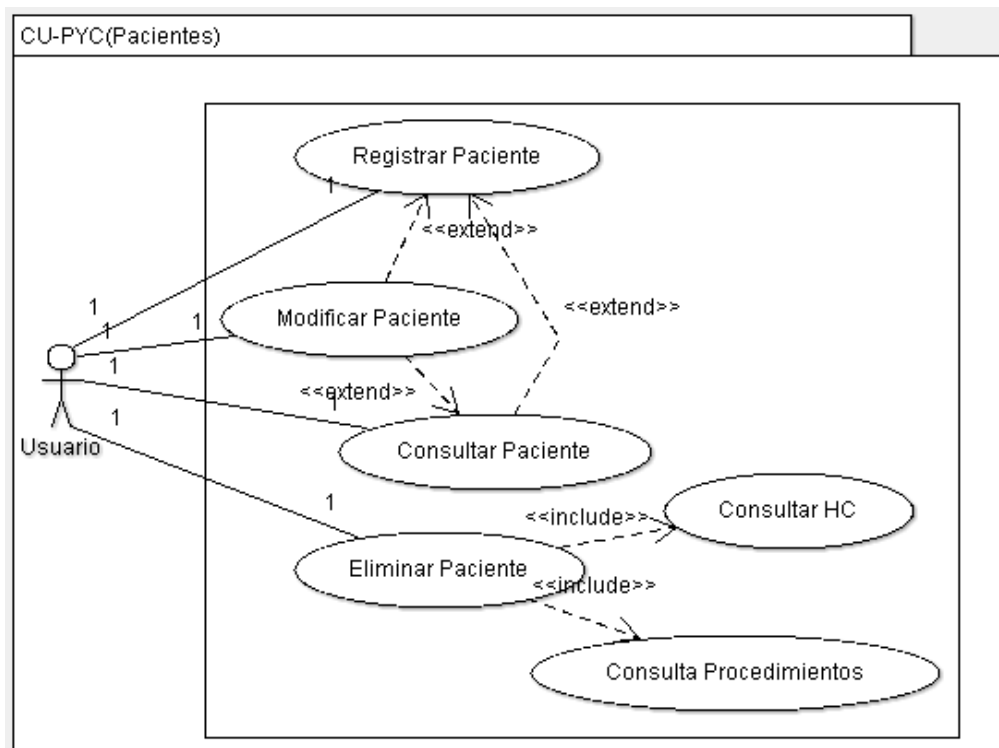 CU-PYC(Pacientes)
Registrar Paciente
1
<<extend>>
<<extend>>
1
1
1
Modificar Paciente
1
<<extend>>
1
1
Usuario
Consultar Paciente
1
<<include>>
Consultar HC
Eliminar Paciente
<<include>>
Consulta Procedimientos